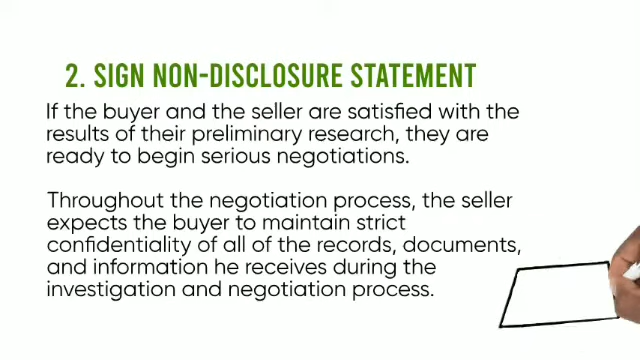 2. SIGN NON-DISCLOSURE STATEMENT
If the buyer and the seller are satisfied with the
results of their preliminary research, they are
ready to begin serious negotiations.
Throughout the negotiation process, the seller
expects the buyer to maintain strict
confidentiality of all of the records, documents,
and information he receives during the
investigation and negotiation process.